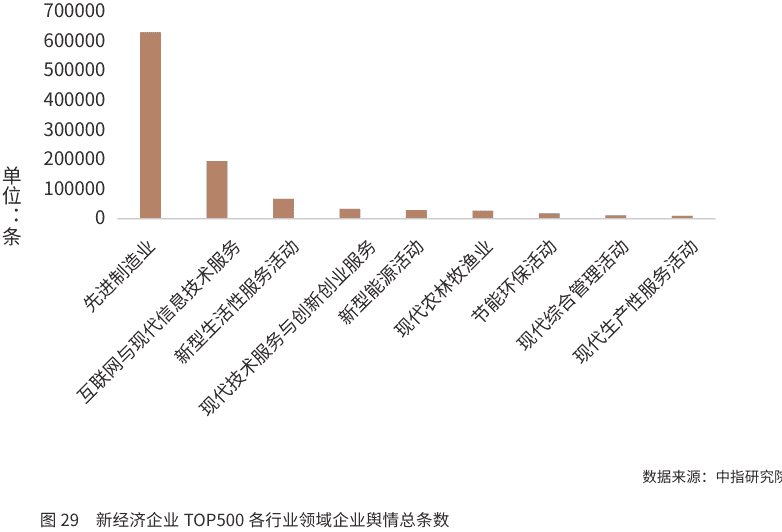 700000
600000
500000
400000
300000
200000
100000
0
单位：条
先进制造业
互联网与现代信息技术服务
新型生活性服务活动
现代技术服务与创新创业服务
新型能源活动
现代农林牧渔业
节能环保活动
现代综合管理活动
现代生产性服务活动
数据来源：中指研究院
图 29 新经济企业 TOP500 各行业领域企业舆情总条数